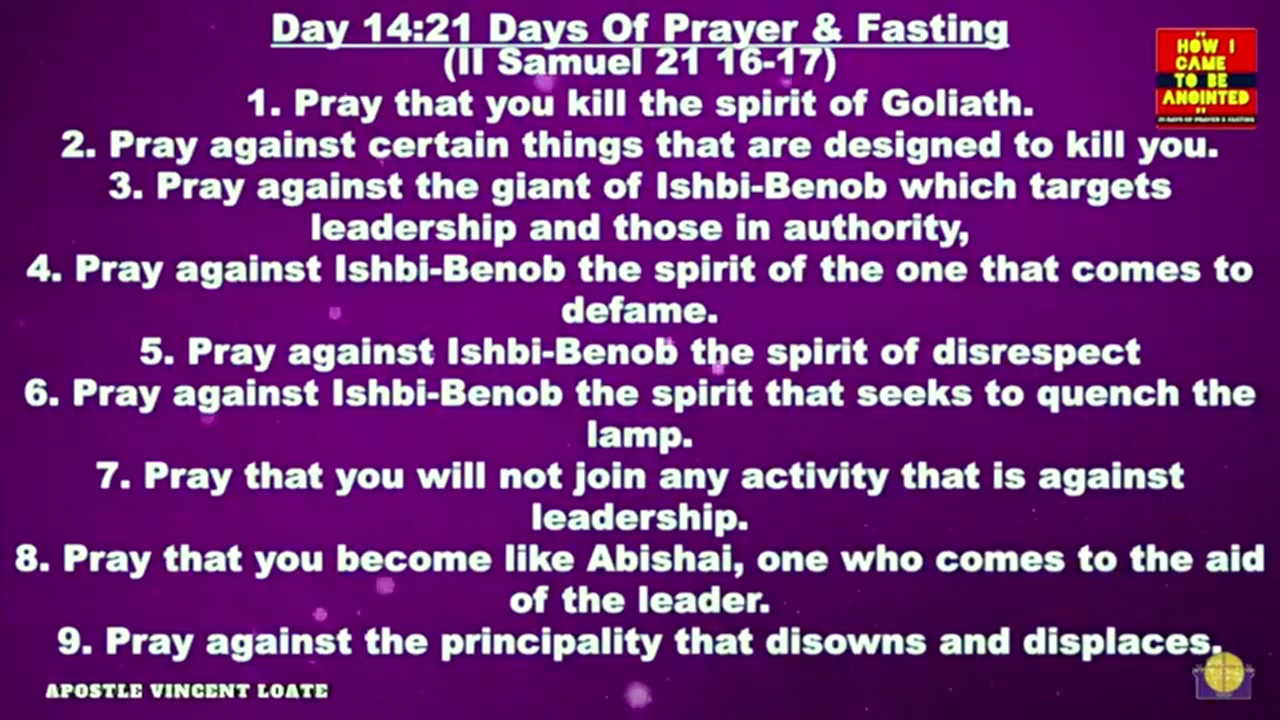 Day 14:21 Days Of Prayer & Fasting
(II Samuel 21 16-17)
1. Pray that you kill the spirit of Goliath.
2. Pray against certain things that are designed to kill you.
3. Pray against the giant of Ishbi-Benob which targets
leadership and those in authority,
4. Pray against Ishbi-Benob the spirit of the one that comes to
defame.
5. Pray against Ishbi-Benob the spirit of disrespect
6. Pray against Ishbi-Benob the spirit that seeks to quench the
lamp.
7. Pray that you will not join any activity that is against
leadership.
8. Pray that you become like Abishai, one who comes to the aid
of the leader.
9. Pray against the principality that disowns and displaces.
"
HOW I
CAME
TO BE
ANOINTED
"
21 DAYS OF PRAYER & FASTING
APOSTLE VINCENT LOATE